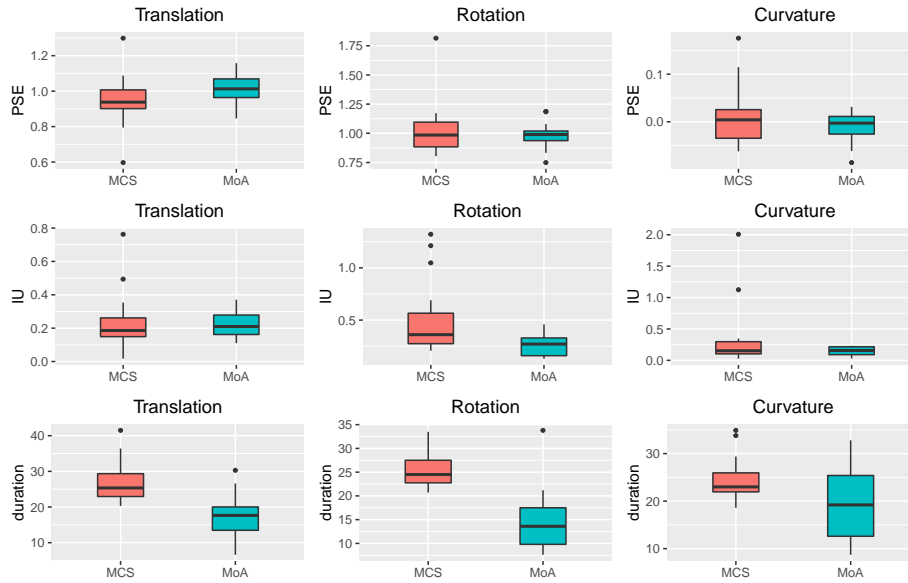 Translation
Rotation
Curvature
PSE
1.2
1.0
0.8
0.6
MCS
MoA
PSE
1.75
1.50
1.25
1.00
0.75
MCS
MoA
PSE
0.1
0.0
MCS
MoA
Translation
Rotation
Curvature
IU
0.8
0.6
0.4
0.2
0.0
MCS
MoA
IU
1.0
0.5
MCS
MoA
IU
2.0
1.5
1.0
0.5
0.0
MCS
MoA
Translation
Rotation
Curvature
duration
40
30
20
10
MCS
MoA
duration
35
30
25
20
15
10
MCS
MoA
duration
30
20
10
MCS
MoA